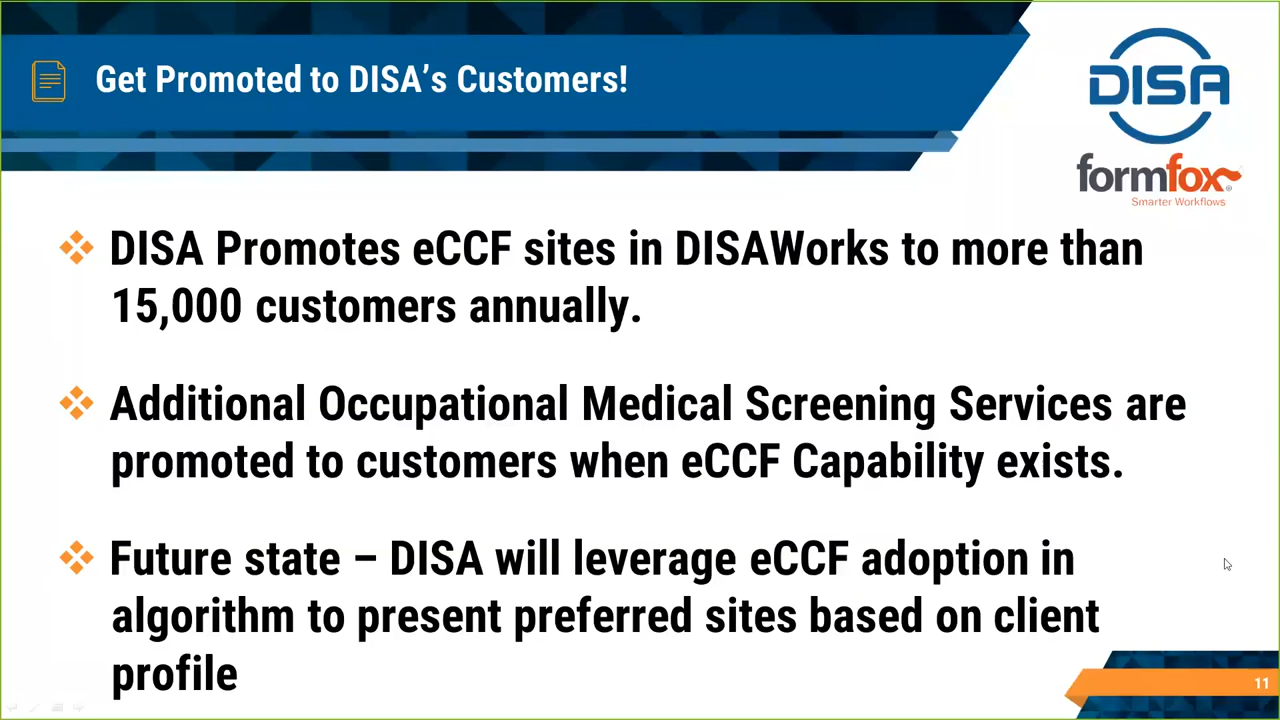 Get Promoted to DISA’s Customers!
DISA
formfox®
Smarter Workflows
DISA Promotes eCCF sites in DISAWorks to more than
15,000 customers annually.
Additional Occupational Medical Screening Services are
promoted to customers when eCCF Capability exists.
Future state – DISA will leverage eCCF adoption in
algorithm to present preferred sites based on client
profile
11